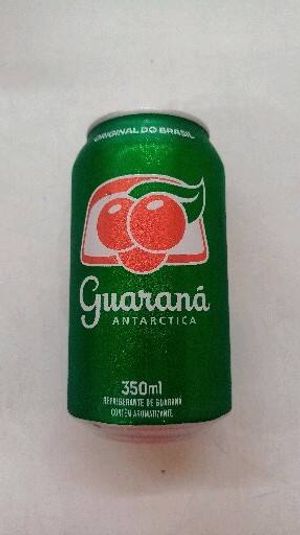 ORIGINAL DO BRASIL
Guaraná
ANTARCTICA
350ml
REFRIGERANTE DE GUARANÁ
CONTÉM AROMATIZANTE